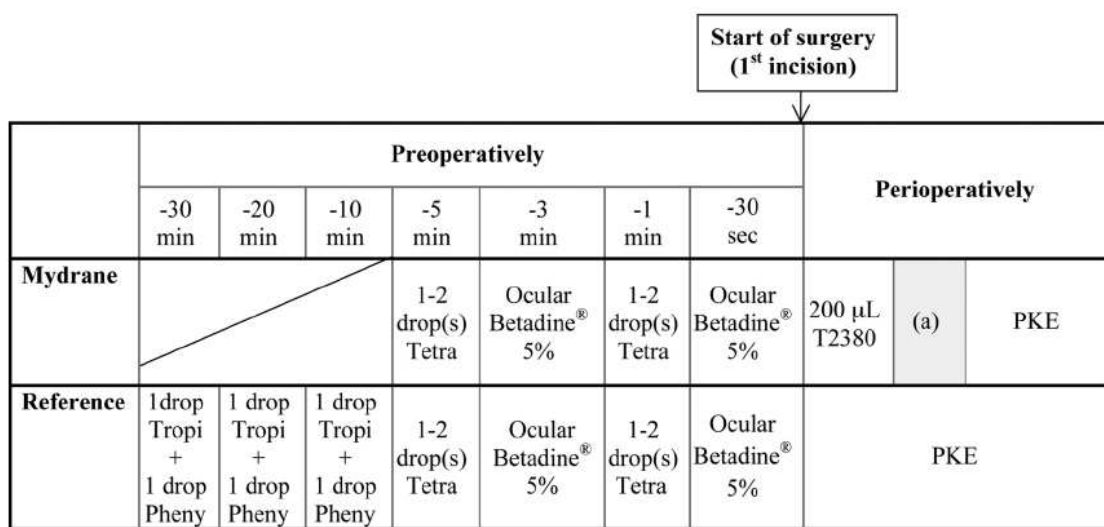 Start of surgery
(1st incision)
Preoperatively
Perioperatively
-30 min
-20 min
-10 min
-5 min
-3 min
-1 min
-30 sec
Mydrane
1-2 drop(s) Tetra
Ocular Betadine® 5%
1-2 drop(s) Tetra
Ocular Betadine® 5%
200 μL T2380
(a)
PKE
Reference
1drop Tropi + 1 drop Pheny
1 drop Tropi + 1 drop Pheny
1 drop Tropi + 1 drop Pheny
1-2 drop(s) Tetra
Ocular Betadine® 5%
1-2 drop(s) Tetra
Ocular Betadine® 5%
PKE